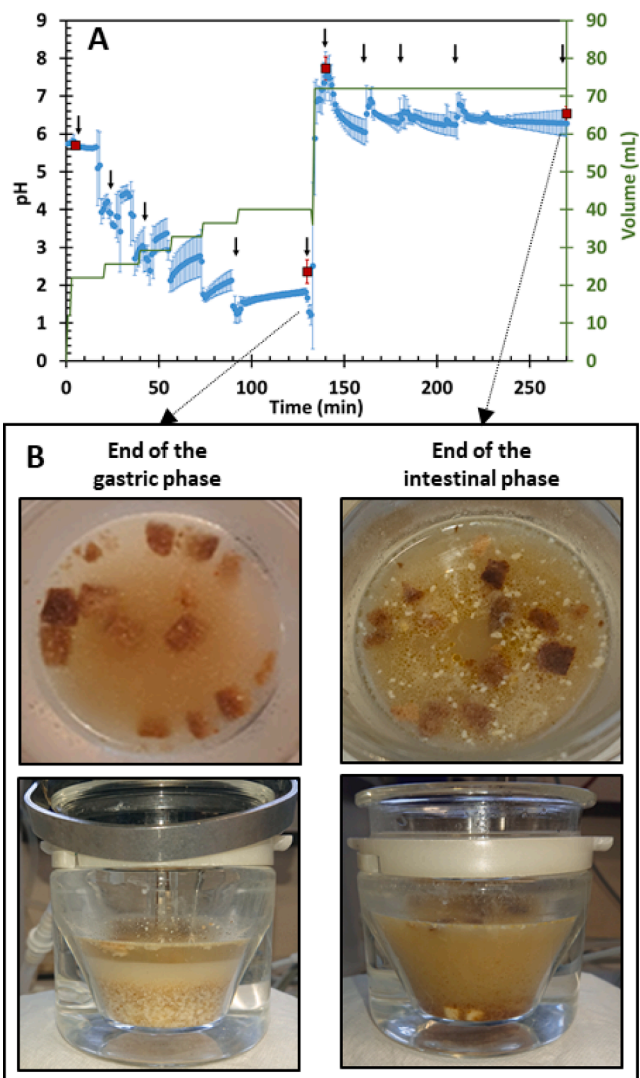 A
9
8
7
6
5
4
3
2
1
0
pH
90
80
70
60
50
40
30
20
10
0
Volume (mL)
0 50 100 150 200 250
Time (min)
B
End of the
gastric phase
End of the
intestinal phase